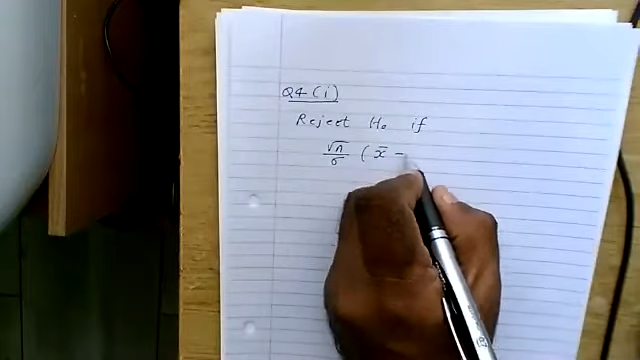 Q4 (i)
Reject H₀ if
√n/σ ( x̄ –